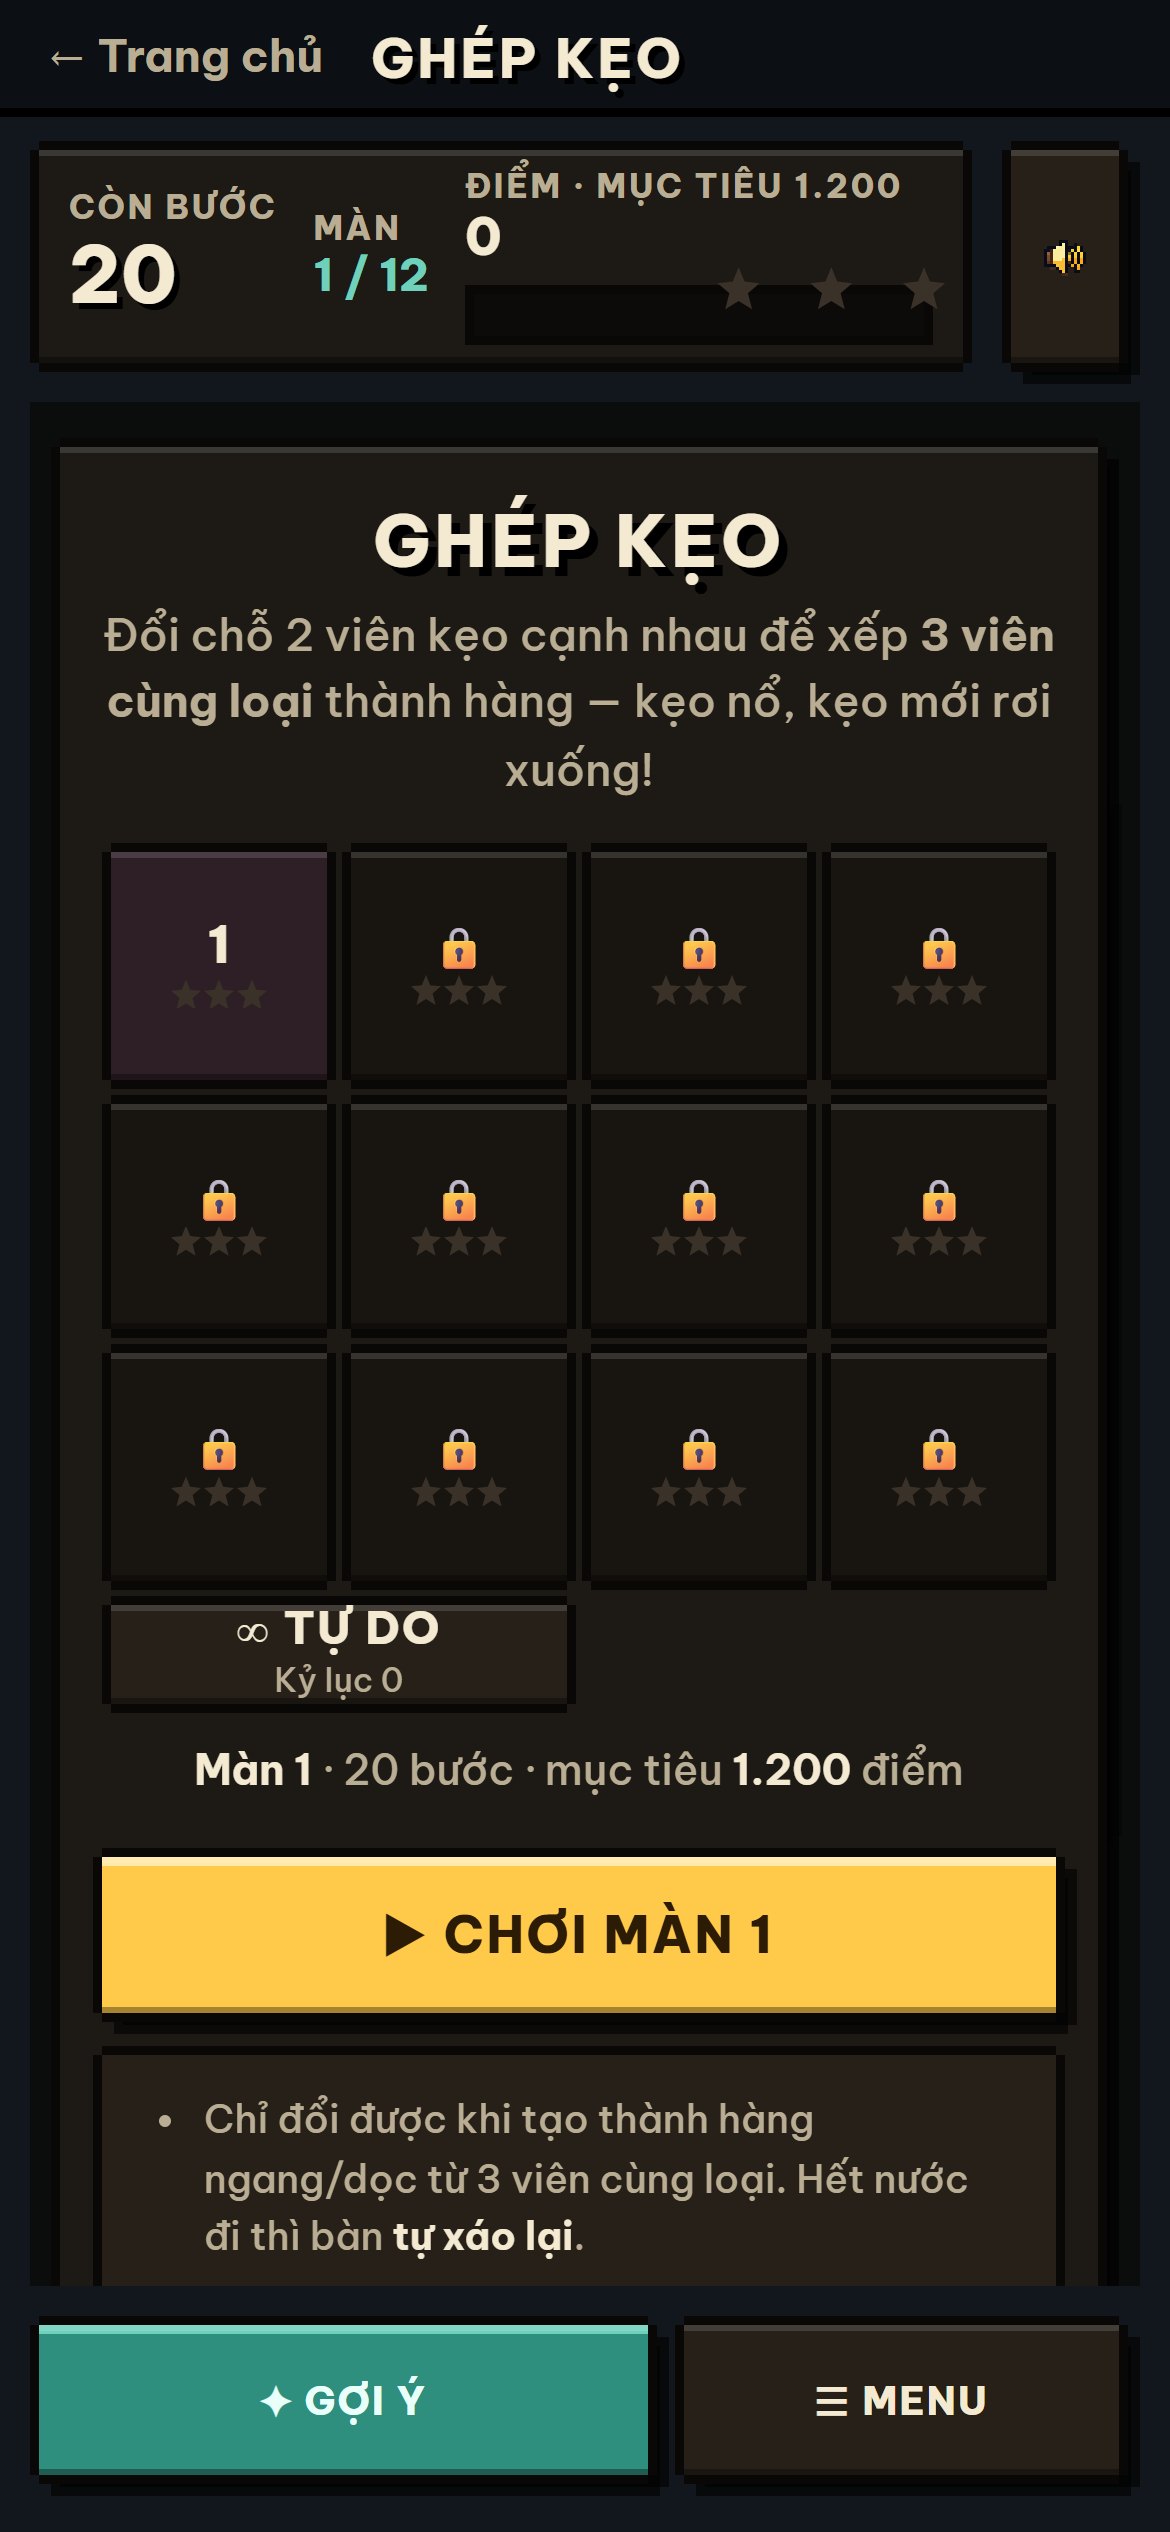 ← Trang chủ GHÉP KẸO
CÒN BƯỚC
20
MÀN
1 / 12
ĐIỂM · MỤC TIÊU 1.200
0
GHÉP KẸO
Đổi chỗ 2 viên kẹo cạnh nhau để xếp 3 viên
cùng loại thành hàng — kẹo nổ, kẹo mới rơi
xuống!
1
∞ TỰ DO
Kỷ lục 0
Màn 1 · 20 bước · mục tiêu 1.200 điểm
▶ CHƠI MÀN 1
• Chỉ đổi được khi tạo thành hàng
ngang/dọc từ 3 viên cùng loại. Hết nước
đi thì bàn tự xáo lại.
✦ GỢI Ý
☰ MENU